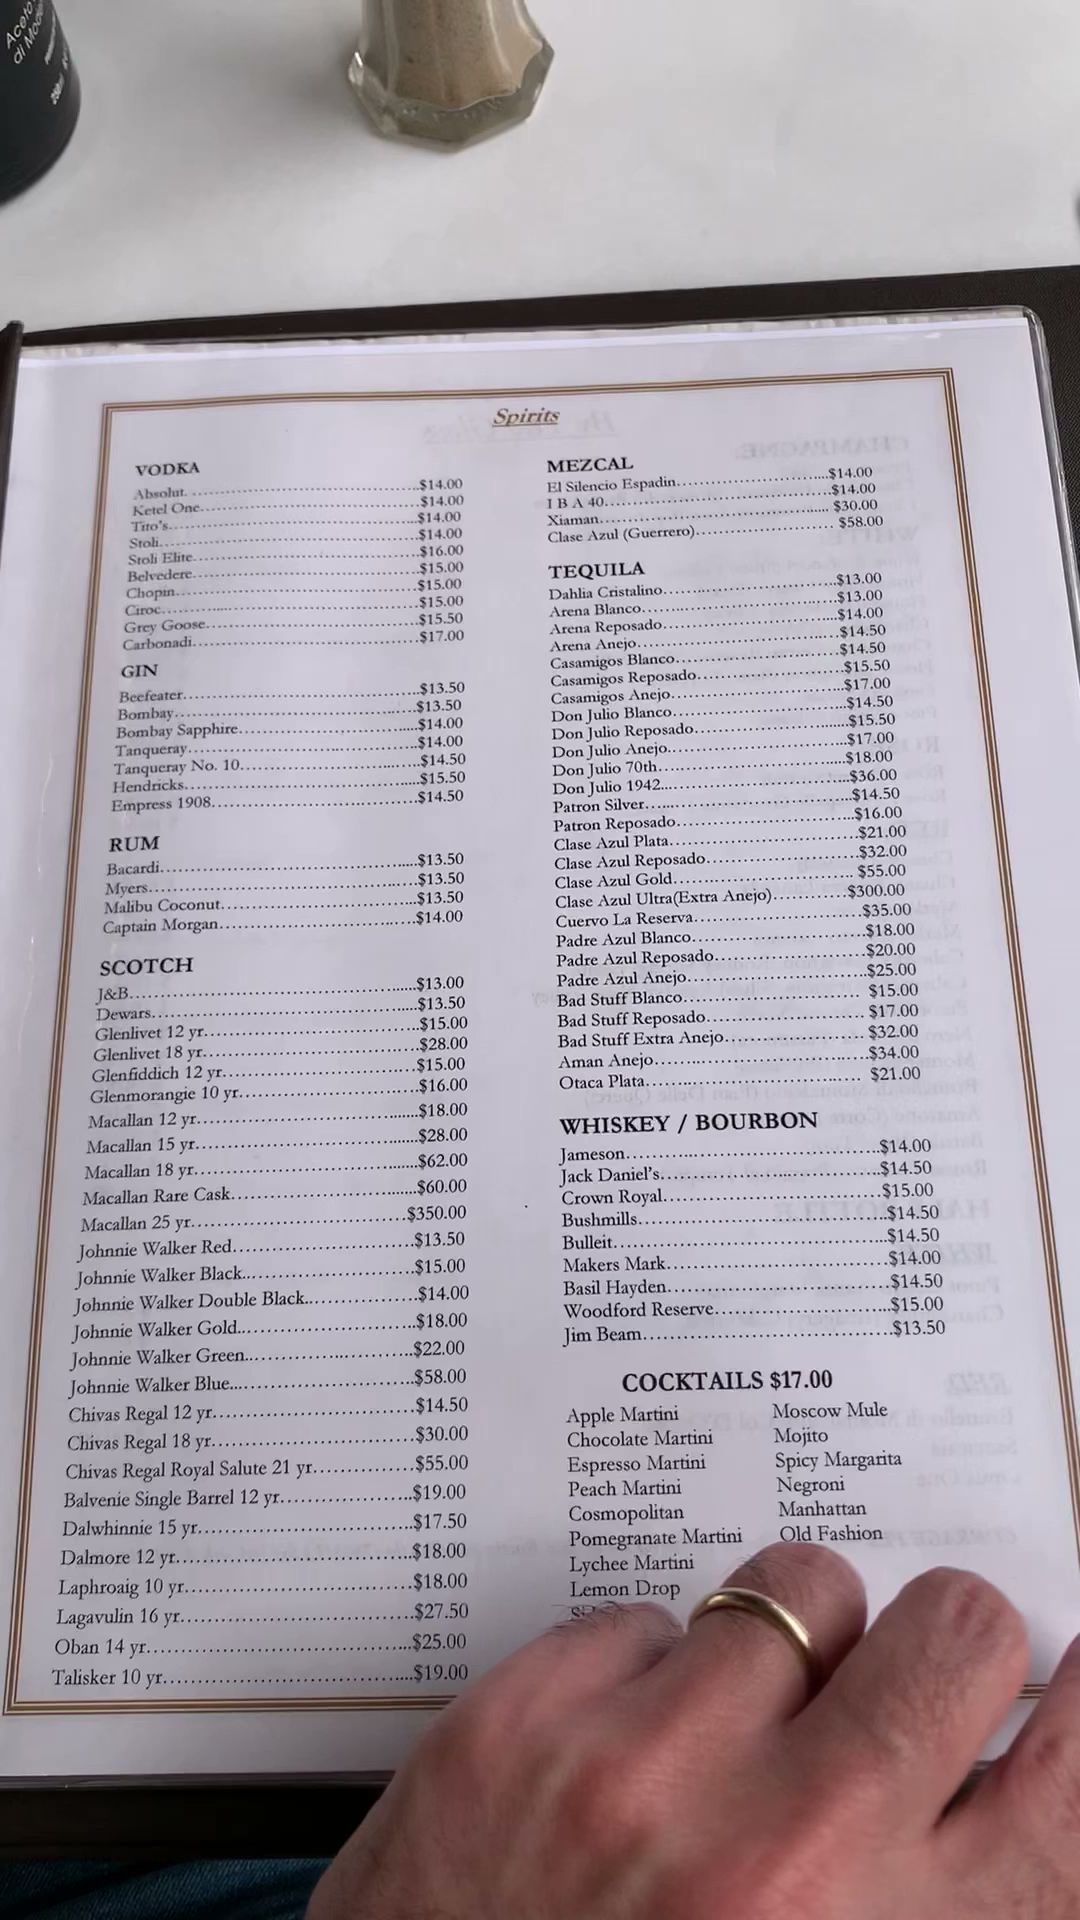 Aceto
di Mode
Spirits
VODKA
Absolut. $14.00
Ketel One $14.00
Tito's $14.00
Stoli $14.00
Stoli Elite $16.00
Belvedere $15.00
Chopin $15.00
Ciroc $15.00
Grey Goose $15.50
Carbonadi $17.00
GIN
Beefeater $13.50
Bombay $13.50
Bombay Sapphire $14.00
Tanqueray $14.00
Tanqueray No. 10 $14.50
Hendricks $15.50
Empress 1908 $14.50
RUM
Bacardi $13.50
Myers $13.50
Malibu Coconut $13.50
Captain Morgan $14.00
SCOTCH
J&B $13.00
Dewars $13.50
Glenlivet 12 yr $15.00
Glenlivet 18 yr $28.00
Glenfiddich 12 yr $15.00
Glenmorangie 10 yr $16.00
Macallan 12 yr $18.00
Macallan 15 yr $28.00
Macallan 18 yr $62.00
Macallan Rare Cask $60.00
Macallan 25 yr $350.00
Johnnie Walker Red $13.50
Johnnie Walker Black $15.00
Johnnie Walker Double Black $14.00
Johnnie Walker Gold $18.00
Johnnie Walker Green $22.00
Johnnie Walker Blue $58.00
Chivas Regal 12 yr $14.50
Chivas Regal 18 yr $30.00
Chivas Regal Royal Salute 21 yr $55.00
Balvenie Single Barrel 12 yr $19.00
Dalwhinnie 15 yr $17.50
Dalmore 12 yr $18.00
Laphroaig 10 yr $18.00
Lagavulin 16 yr $27.50
Oban 14 yr $25.00
Talisker 10 yr $19.00
MEZCAL
El Silencio Espadin $14.00
I B A 40 $14.00
Xiaman $30.00
Clase Azul (Guerrero) $58.00
TEQUILA
Dahlia Cristalino $13.00
Arena Blanco $13.00
Arena Reposado $14.00
Arena Anejo $14.50
Casamigos Blanco $14.50
Casamigos Reposado $15.50
Casamigos Anejo $17.00
Don Julio Blanco $14.50
Don Julio Reposado $15.50
Don Julio Anejo $17.00
Don Julio 70th $18.00
Don Julio 1942 $36.00
Patron Silver $14.50
Patron Reposado $16.00
Clase Azul Plata $21.00
Clase Azul Reposado $32.00
Clase Azul Gold $55.00
Clase Azul Ultra(Extra Anejo) $300.00
Cuervo La Reserva $35.00
Padre Azul Blanco $18.00
Padre Azul Reposado $20.00
Padre Azul Anejo $25.00
Bad Stuff Blanco $15.00
Bad Stuff Reposado $17.00
Bad Stuff Extra Anejo $32.00
Aman Anejo $34.00
Otaca Plata $21.00
WHISKEY / BOURBON
Jameson $14.00
Jack Daniel's $14.50
Crown Royal $15.00
Bushmills $14.50
Bulleit $14.50
Makers Mark $14.00
Basil Hayden $14.50
Woodford Reserve $15.00
Jim Beam $13.50
COCKTAILS $17.00
Apple Martini Moscow Mule
Chocolate Martini Mojito
Espresso Martini Spicy Margarita
Peach Martini Negroni
Cosmopolitan Manhattan
Pomegranate Martini Old Fashion
Lychee Martini
Lemon Drop